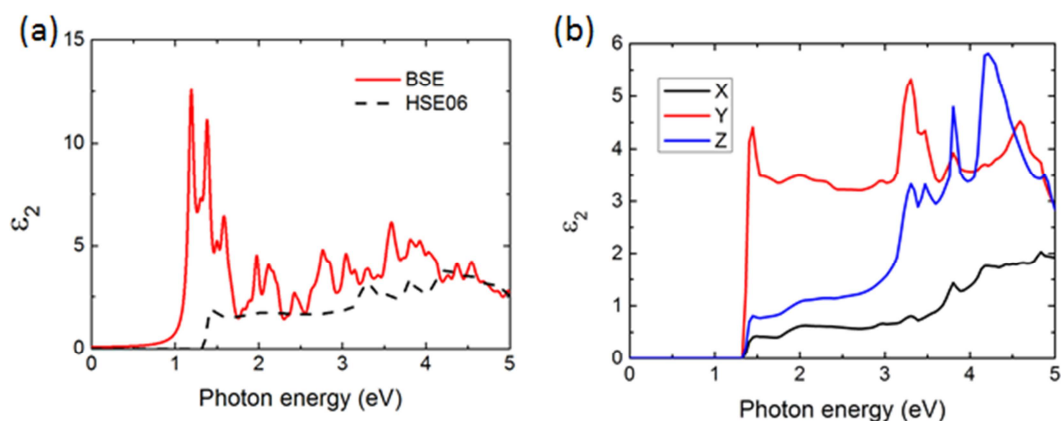 (a)
15
10
5
0
ε2
0 1 2 3 4 5
Photon energy (eV)
BSE
HSE06
(b)
6
5
4
3
2
1
0
ε2
0 1 2 3 4 5
Photon energy (eV)
X
Y
Z